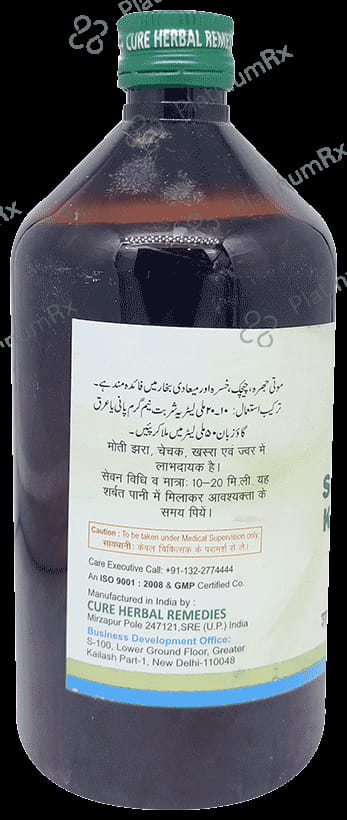 CURE HERBAL REMEDIES
موتی جھرہ، چیچک، خسرہ اور میعادی بخار میں فائدہ مند ہے۔
ترکیب استعمال: ۱۰-۲۰ ملی لیٹر یہ شربت نیم گرم پانی یا عرق
گاؤزبان ۵۰ ملی لیٹر میں ملا کر پئیں۔
मोती झरा, चेचक, खसरा एवं ज्वर में
लाभदायक है।
सेवन विधि व मात्रा: 10-20 मि.ली. यह
शर्बत पानी में मिलाकर आवश्यक्ता के
समय पियें।
Caution : To be taken under Medical Supervision only.
सावधानी: केवल चिकित्सक के परामर्श से लें।
Care Executive Call: +91-132-2774444
An ISO 9001 : 2008 & GMP Certified Co.
Manufactured in India by :
CURE HERBAL REMEDIES
Mirzapur Pole 247121,SRE (U.P.) India
Business Development Office:
S-100, Lower Ground Floor, Greater
Kailash Part-1, New Delhi-110048
PlatinumRx